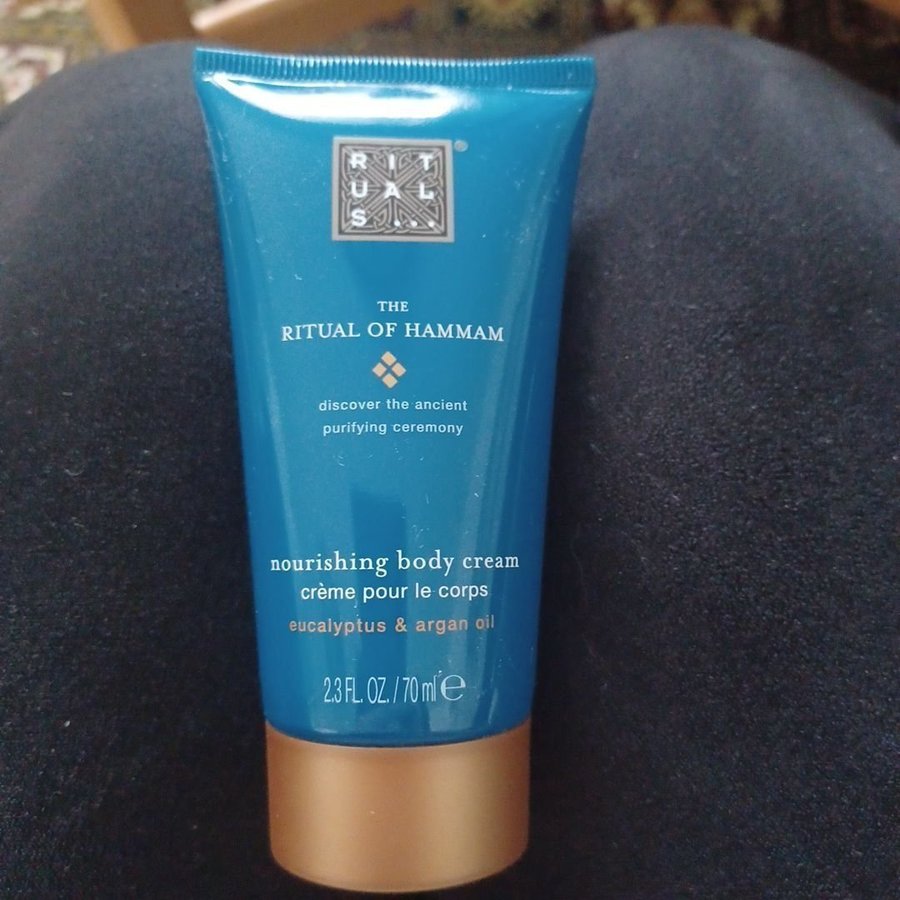 RIT
UAL
S...®
THE
RITUAL OF HAMMAM
discover the ancient
purifying ceremony
nourishing body cream
crème pour le corps
eucalyptus & argan oil
2.3 FL. OZ. / 70 ml ℮